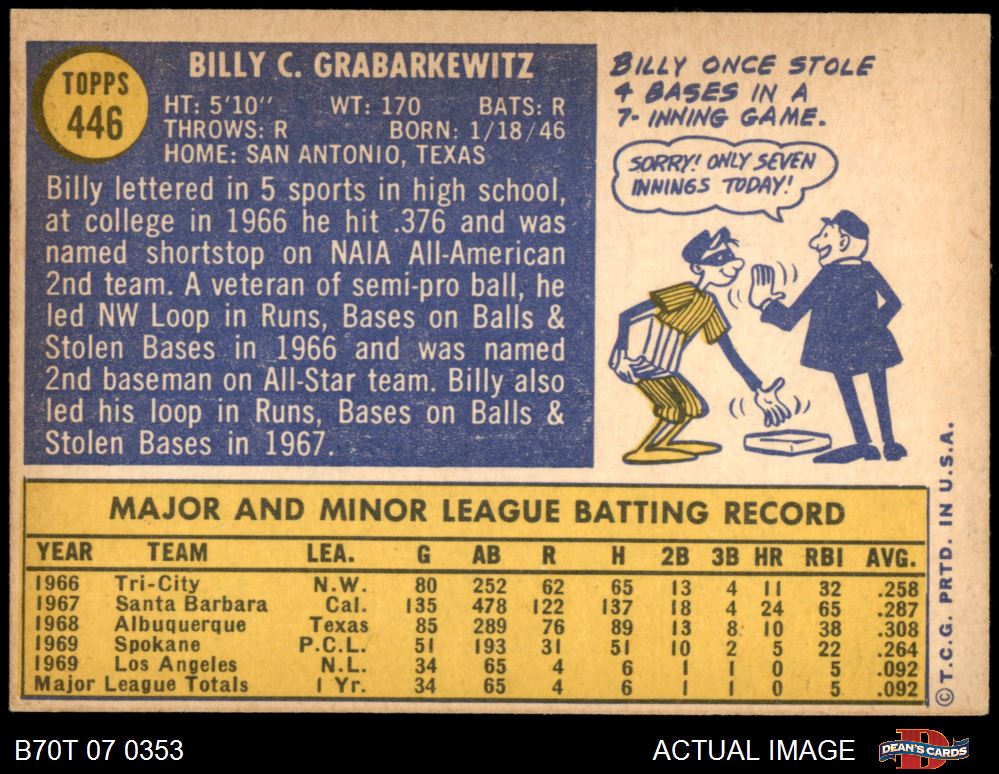 TOPPS
446
BILLY C. GRABARKEWITZ
HT: 5'10" WT: 170 BATS: R
THROWS: R BORN: 1/18/46
HOME: SAN ANTONIO, TEXAS
Billy lettered in 5 sports in high school,
at college in 1966 he hit .376 and was
named shortstop on NAIA All-American
2nd team. A veteran of semi-pro ball, he
led NW Loop in Runs, Bases on Balls &
Stolen Bases in 1966 and was named
2nd baseman on All-Star team. Billy also
led his loop in Runs, Bases on Balls &
Stolen Bases in 1967.
BILLY ONCE STOLE
4 BASES IN A
7-INNING GAME.
SORRY! ONLY SEVEN
INNINGS TODAY!
MAJOR AND MINOR LEAGUE BATTING RECORD
YEAR TEAM LEA. G AB R H 2B 3B HR RBI AVG.
1966 Tri-City N.W. 80 252 62 65 13 4 11 32 .258
1967 Santa Barbara Cal. 135 478 122 137 18 4 24 65 .287
1968 Albuquerque Texas 85 289 76 89 13 8 10 38 .308
1969 Spokane P.C.L. 51 193 31 51 10 2 5 22 .264
1969 Los Angeles N.L. 34 65 4 6 1 1 0 5 .092
Major League Totals 1 Yr. 34 65 4 6 1 1 0 5 .092
© T.C.G. PRTD. IN U.S.A.
B70T 07 0353
ACTUAL IMAGE
DEAN'S CARDS